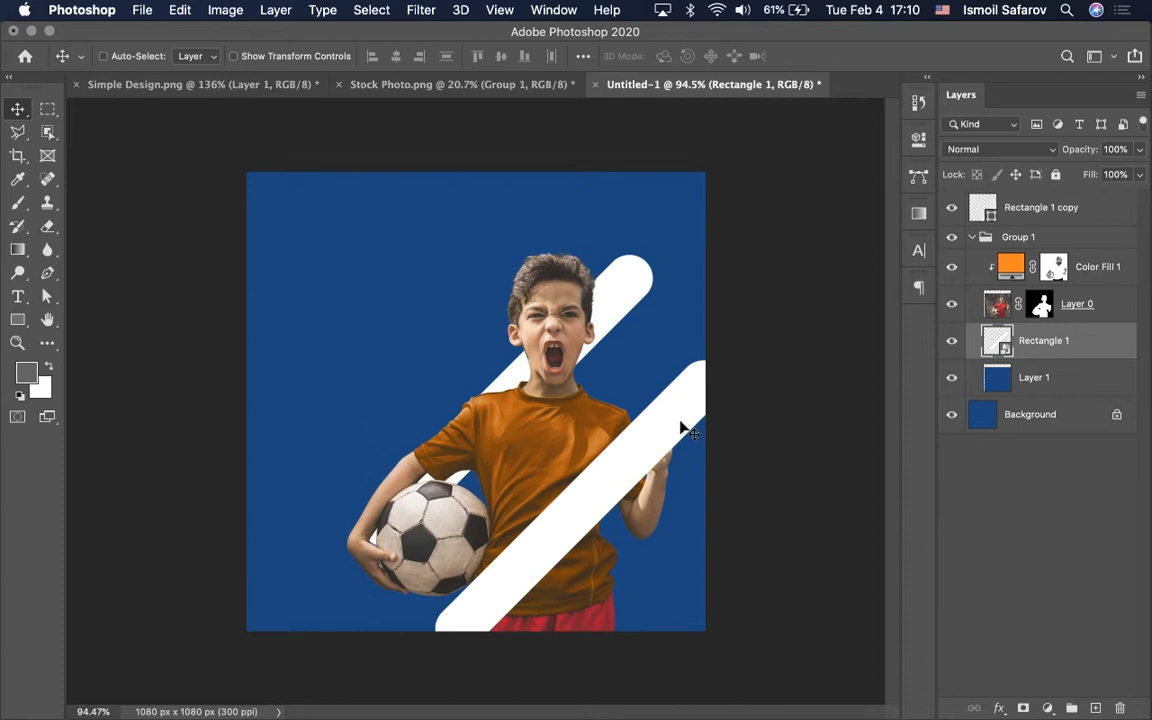 Photoshop File Edit Image Layer Type Select Filter 3D View Window Help 61% Tue Feb 4 17:10 Ismoil Safarov
Adobe Photoshop 2020
Auto-Select: Layer Show Transform Controls 3D Mode:
Simple Design.png @ 136% (Layer 1, RGB/8) * Stock Photo.png @ 20.7% (Group 1, RGB/8) * Untitled-1 @ 94.5% (Rectangle 1, RGB/8) *
Layers
Kind
Normal Opacity: 100%
Lock: Fill: 100%
Rectangle 1 copy
Group 1
Color Fill 1
Layer 0
Rectangle 1
Layer 1
Background
94.47% 1080 px x 1080 px (300 ppi)